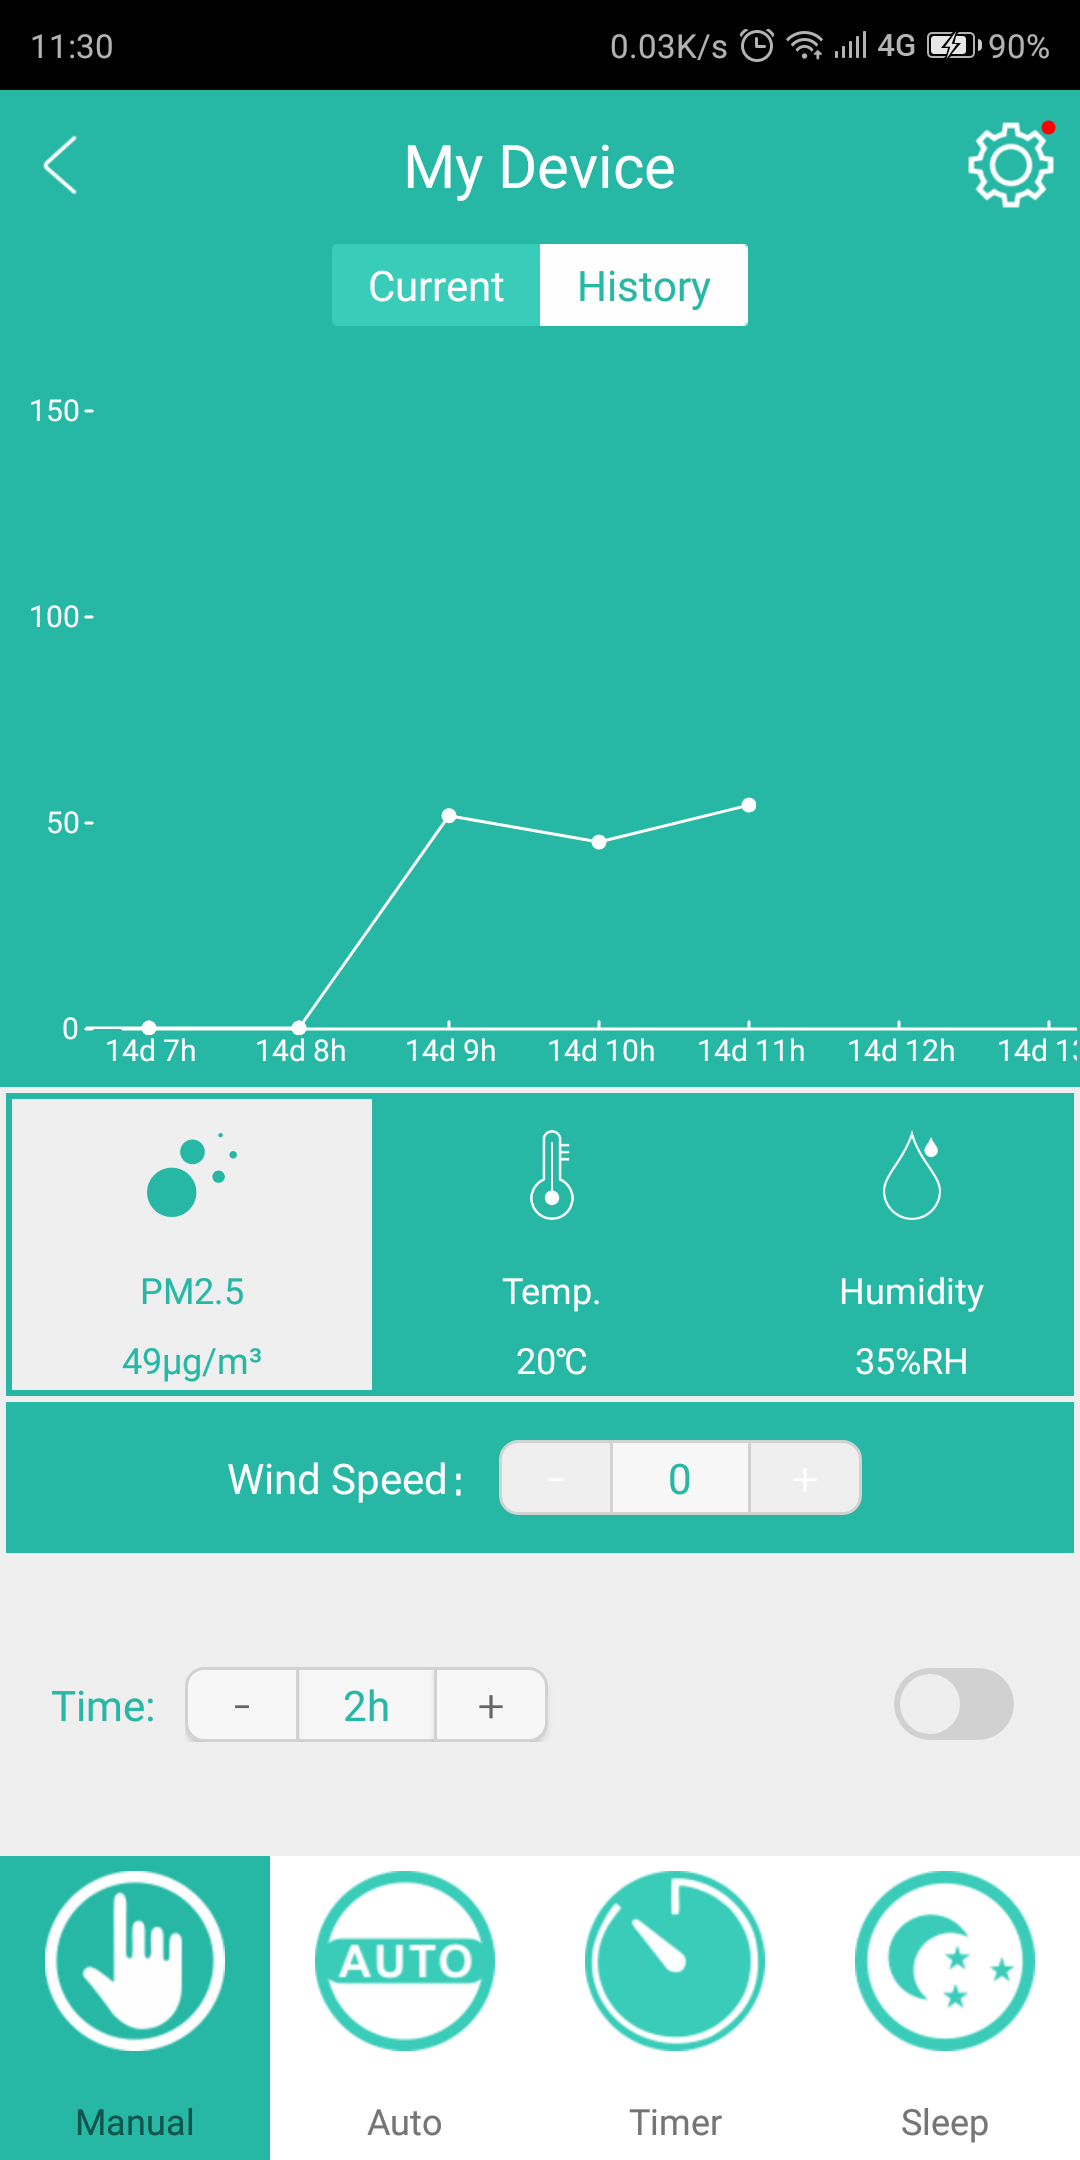 11:30 0.03K/s 4G 90%
My Device
Current History
150
100
50
0
14d 7h 14d 8h 14d 9h 14d 10h 14d 11h 14d 12h 14d
PM2.5 Temp. Humidity
49µg/m³ 20℃ 35%RH
Wind Speed: - 0 +
Time: - 2h +
AUTO
Manual Auto Timer Sleep